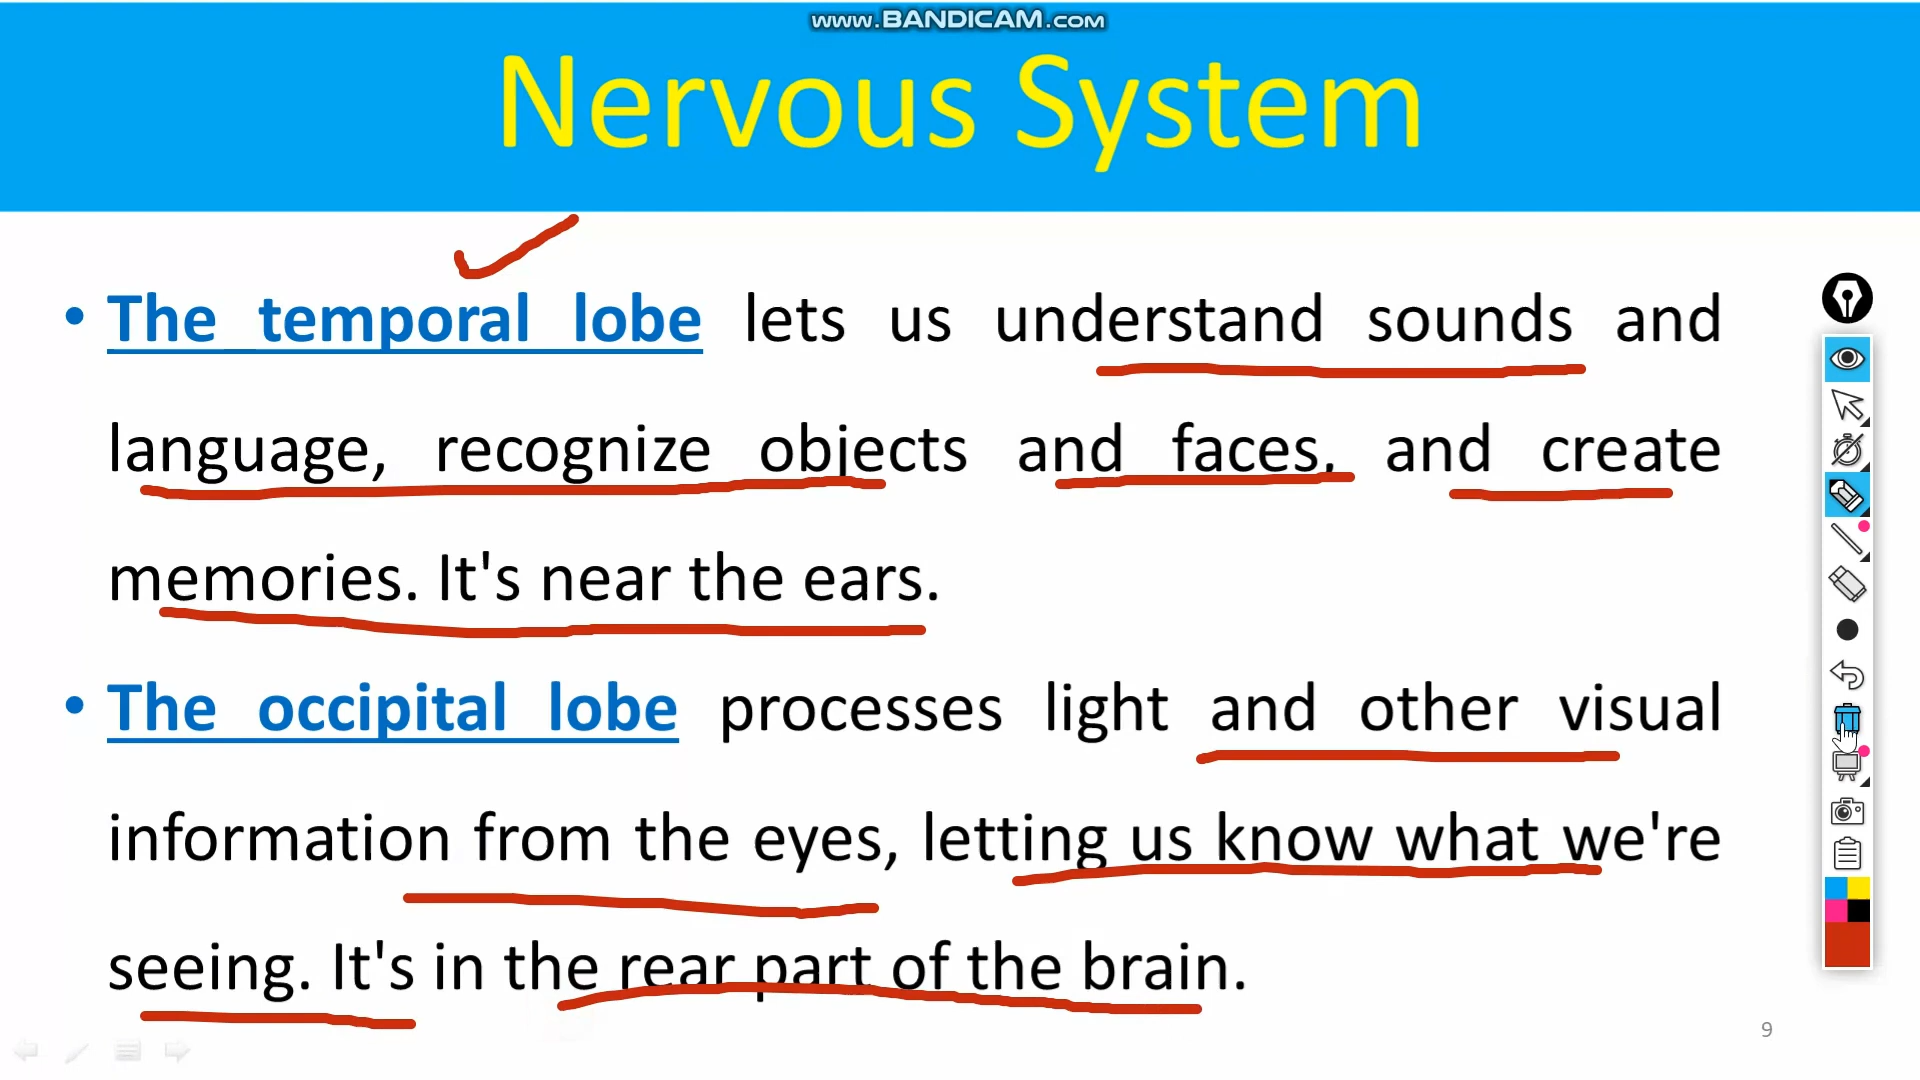 www.BANDICAM.com
Nervous System
• The temporal lobe lets us understand sounds and
language, recognize objects and faces, and create
memories. It's near the ears.
• The occipital lobe processes light and other visual
information from the eyes, letting us know what we're
seeing. It's in the rear part of the brain.
9